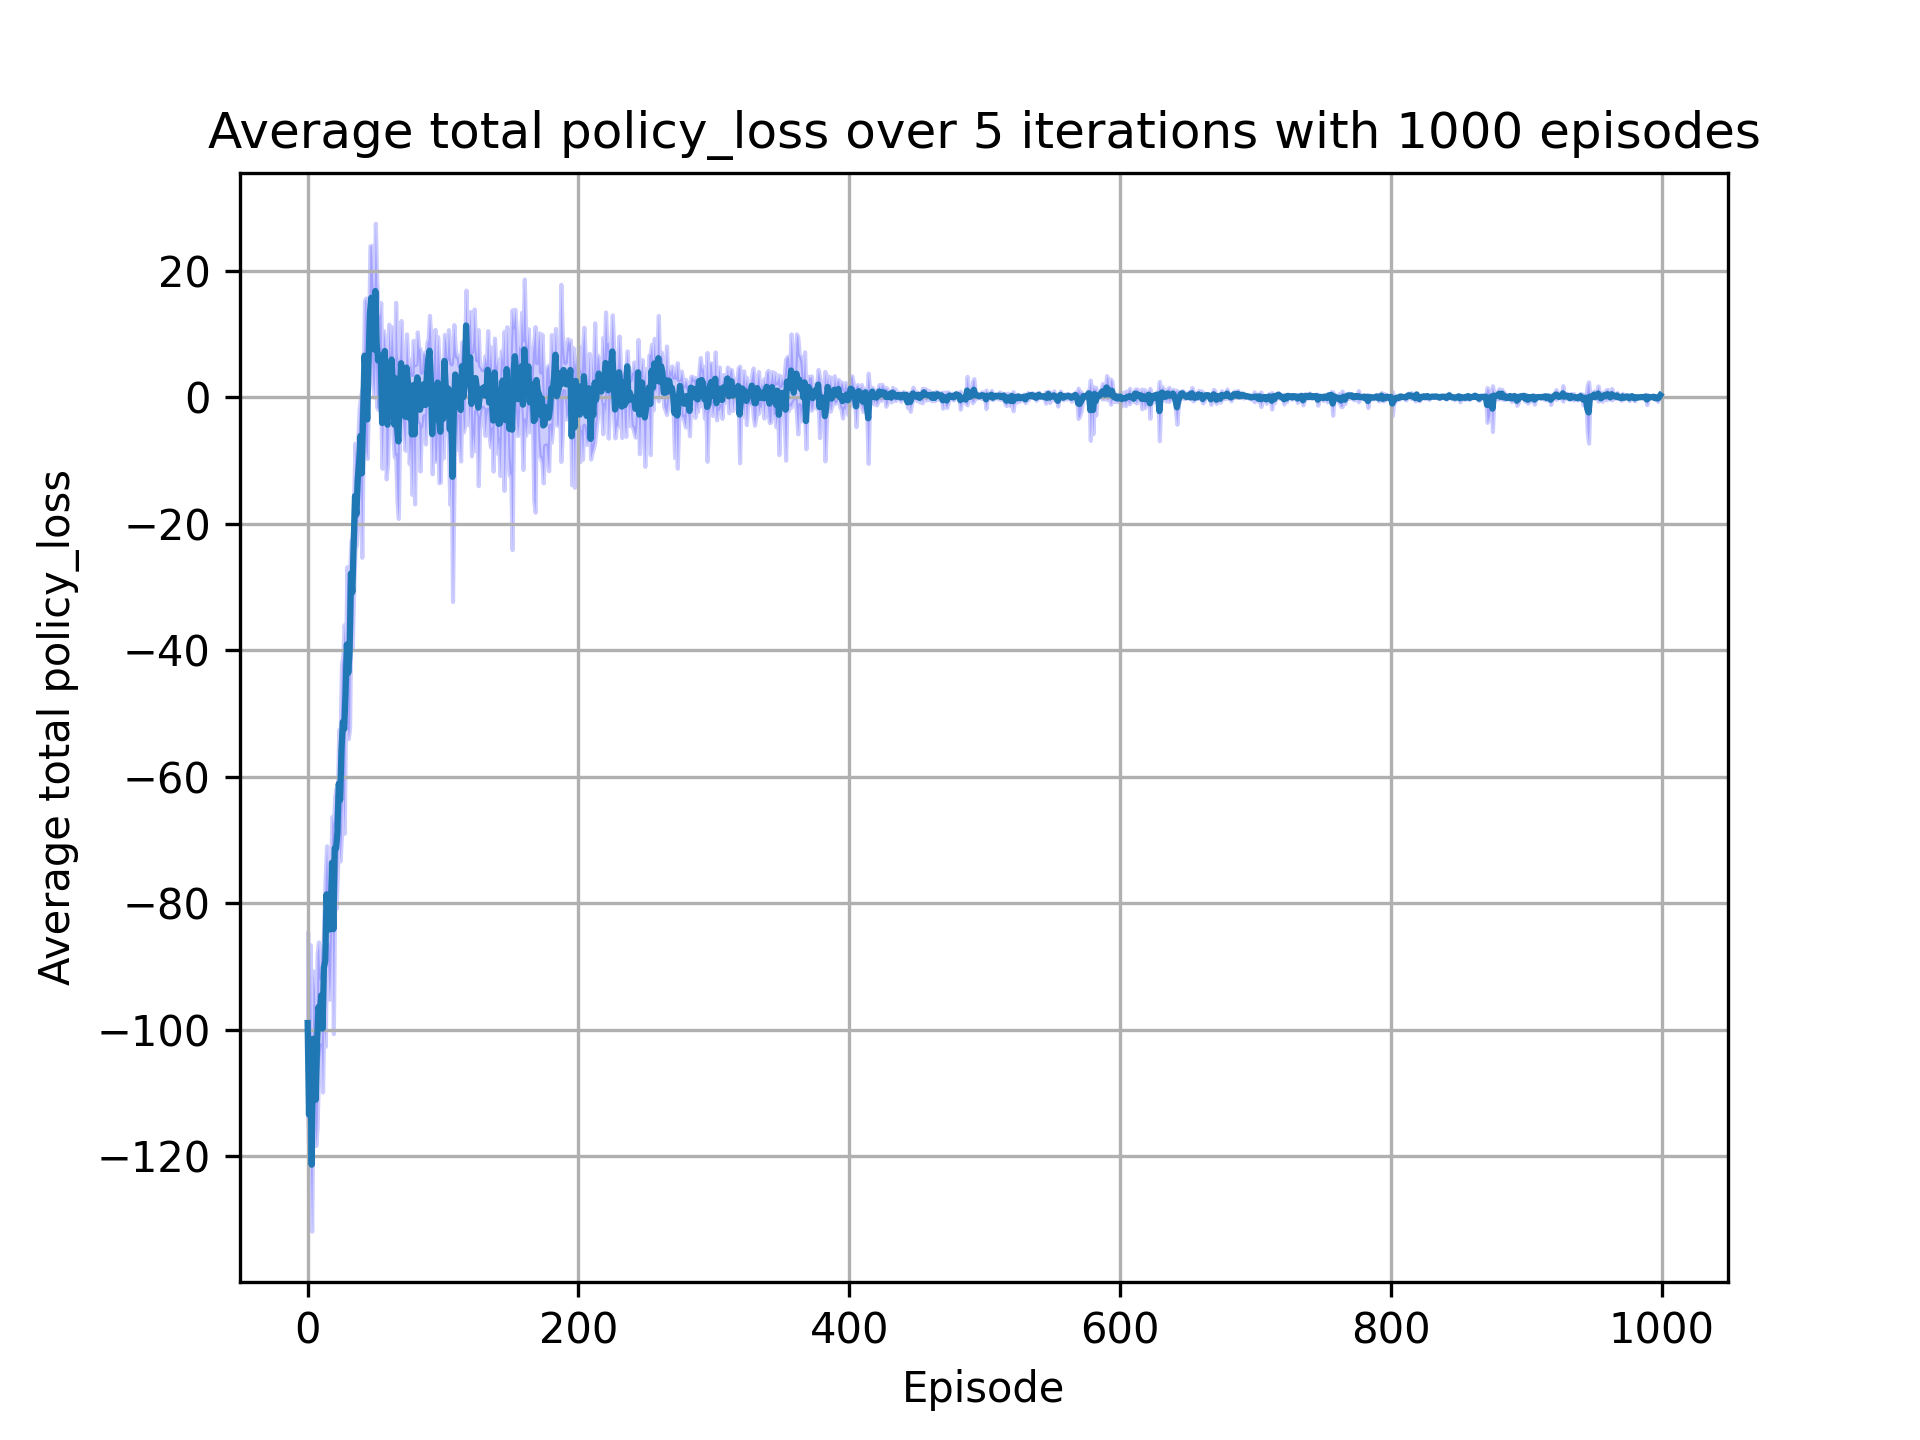 Average total policy_loss over 5 iterations with 1000 episodes
Average total policy_loss
20
0
−20
−40
−60
−80
−100
−120
0 200 400 600 800 1000
Episode